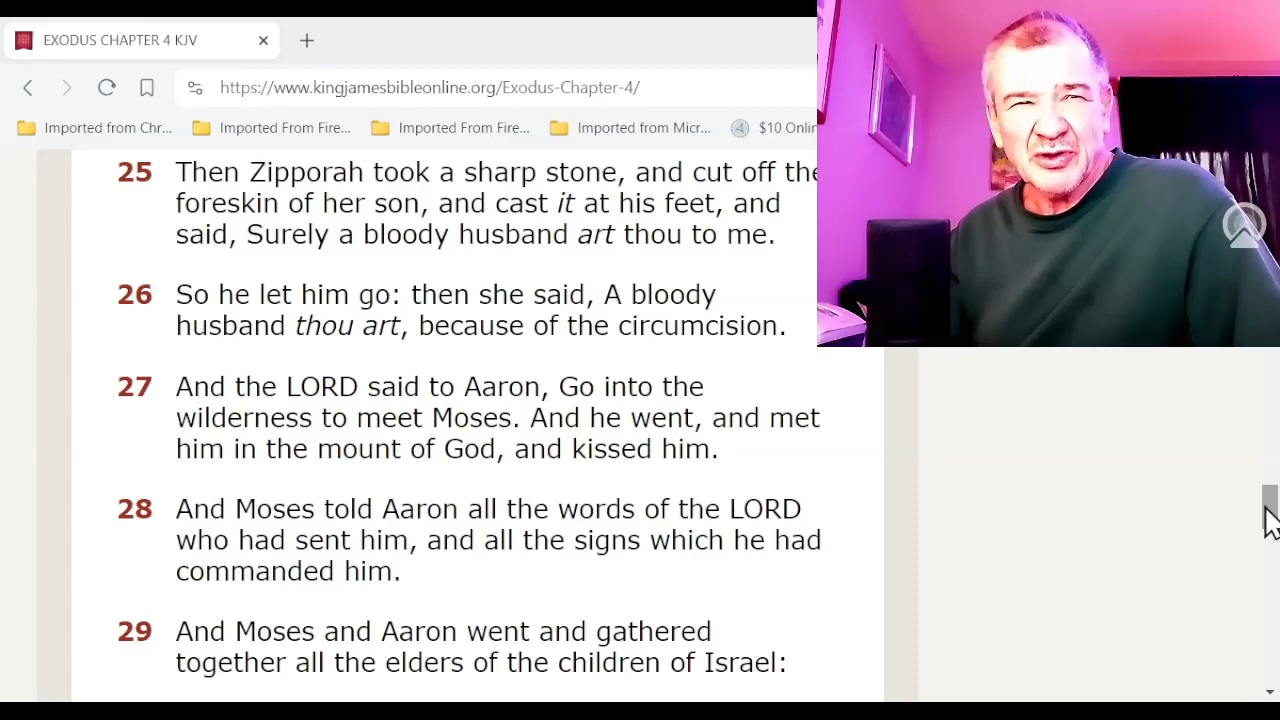 EXODUS CHAPTER 4 KJV
https://www.kingjamesbibleonline.org/Exodus-Chapter-4/
Imported from Chr... Imported From Fire... Imported From Fire... Imported from Micr... $10 Onlin
25 Then Zipporah took a sharp stone, and cut off the
foreskin of her son, and cast it at his feet, and
said, Surely a bloody husband art thou to me.
26 So he let him go: then she said, A bloody
husband thou art, because of the circumcision.
27 And the LORD said to Aaron, Go into the
wilderness to meet Moses. And he went, and met
him in the mount of God, and kissed him.
28 And Moses told Aaron all the words of the LORD
who had sent him, and all the signs which he had
commanded him.
29 And Moses and Aaron went and gathered
together all the elders of the children of Israel: